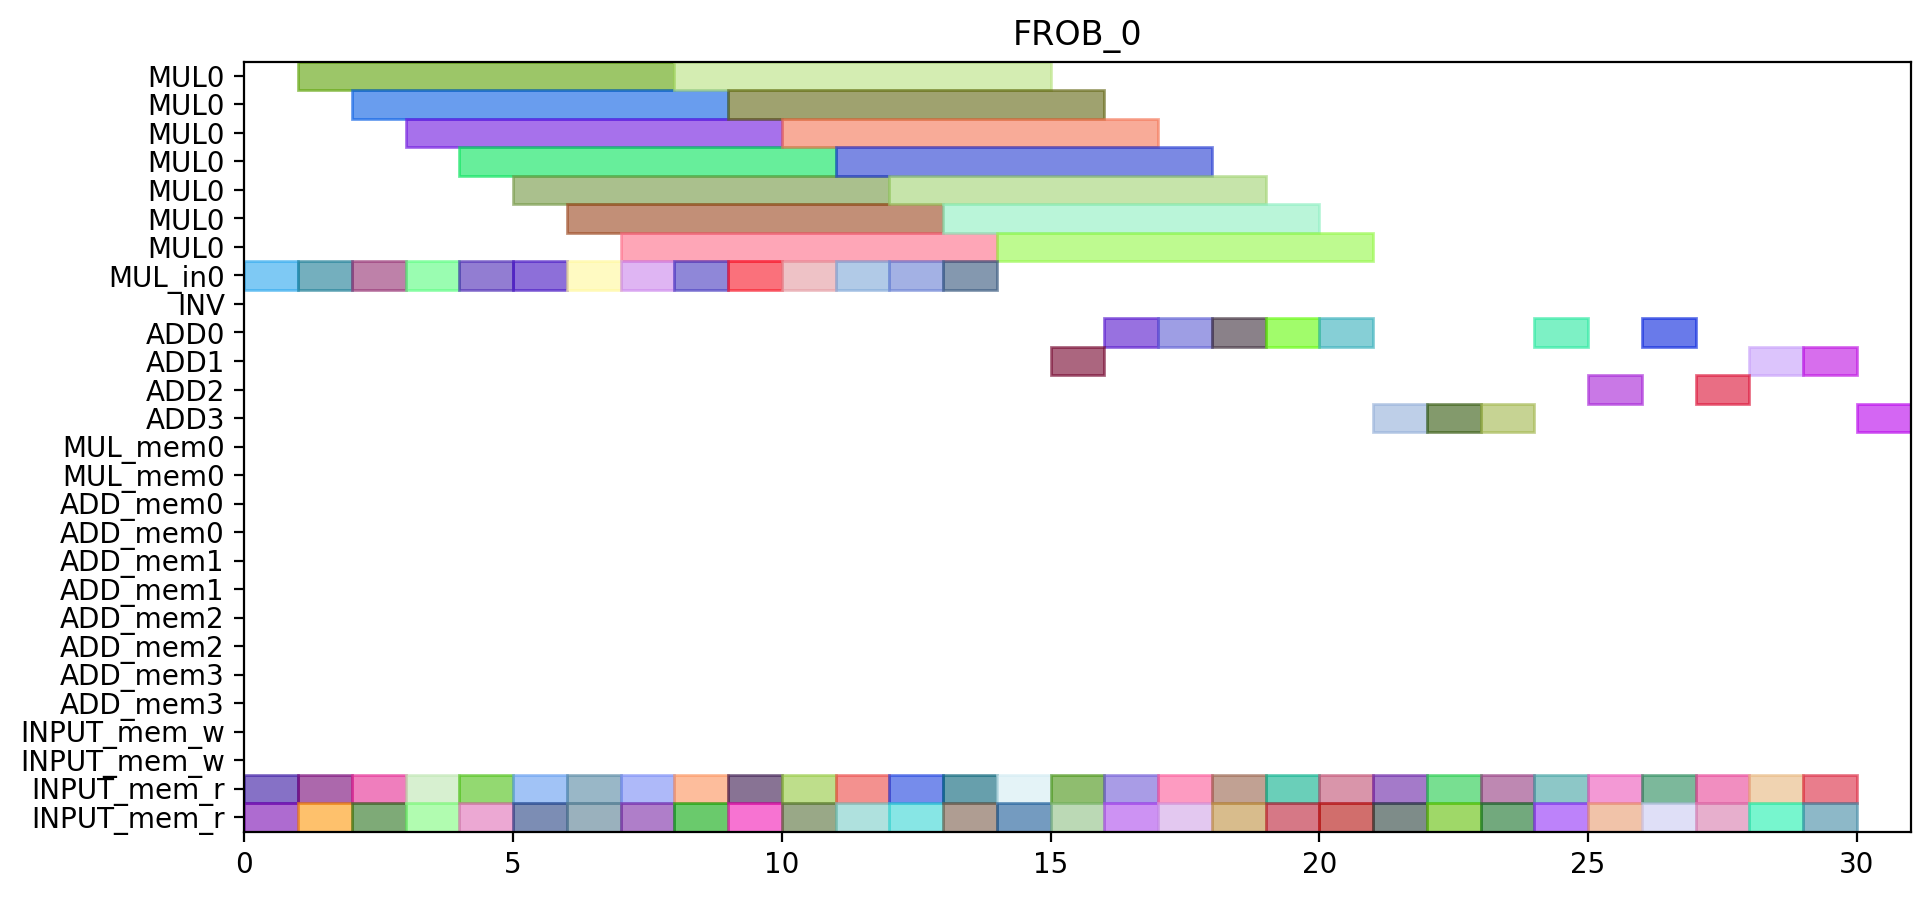 FROB_0
MUL0
MUL0
MUL0
MUL0
MUL0
MUL0
MUL0
MUL_in0
INV
ADD0
ADD1
ADD2
ADD3
MUL_mem0
MUL_mem0
ADD_mem0
ADD_mem0
ADD_mem1
ADD_mem1
ADD_mem2
ADD_mem2
ADD_mem3
ADD_mem3
INPUT_mem_w
INPUT_mem_w
INPUT_mem_r
INPUT_mem_r
0 5 10 15 20 25 30